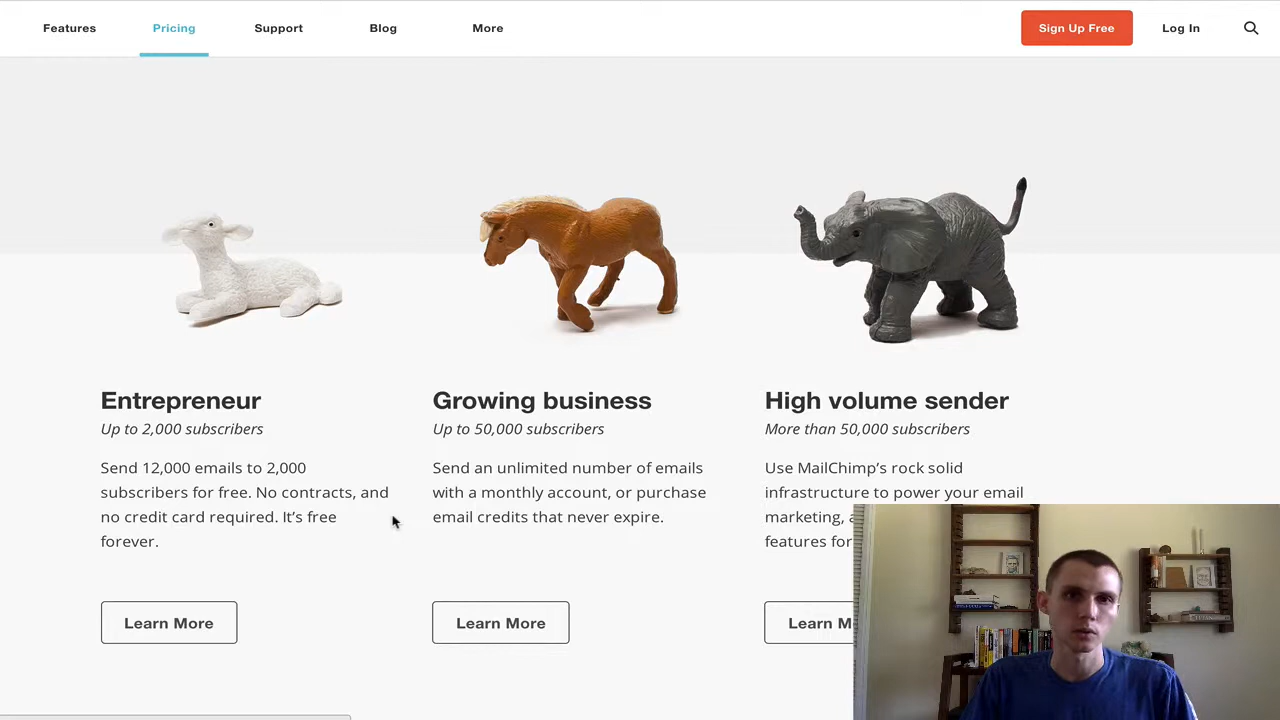 Features Pricing Support Blog More Sign Up Free Log In
Entrepreneur
Up to 2,000 subscribers
Send 12,000 emails to 2,000
subscribers for free. No contracts, and
no credit card required. It’s free
forever.
Learn More
Growing business
Up to 50,000 subscribers
Send an unlimited number of emails
with a monthly account, or purchase
email credits that never expire.
Learn More
High volume sender
More than 50,000 subscribers
Use MailChimp’s rock solid
infrastructure to power your email
marketing,
features for
Learn